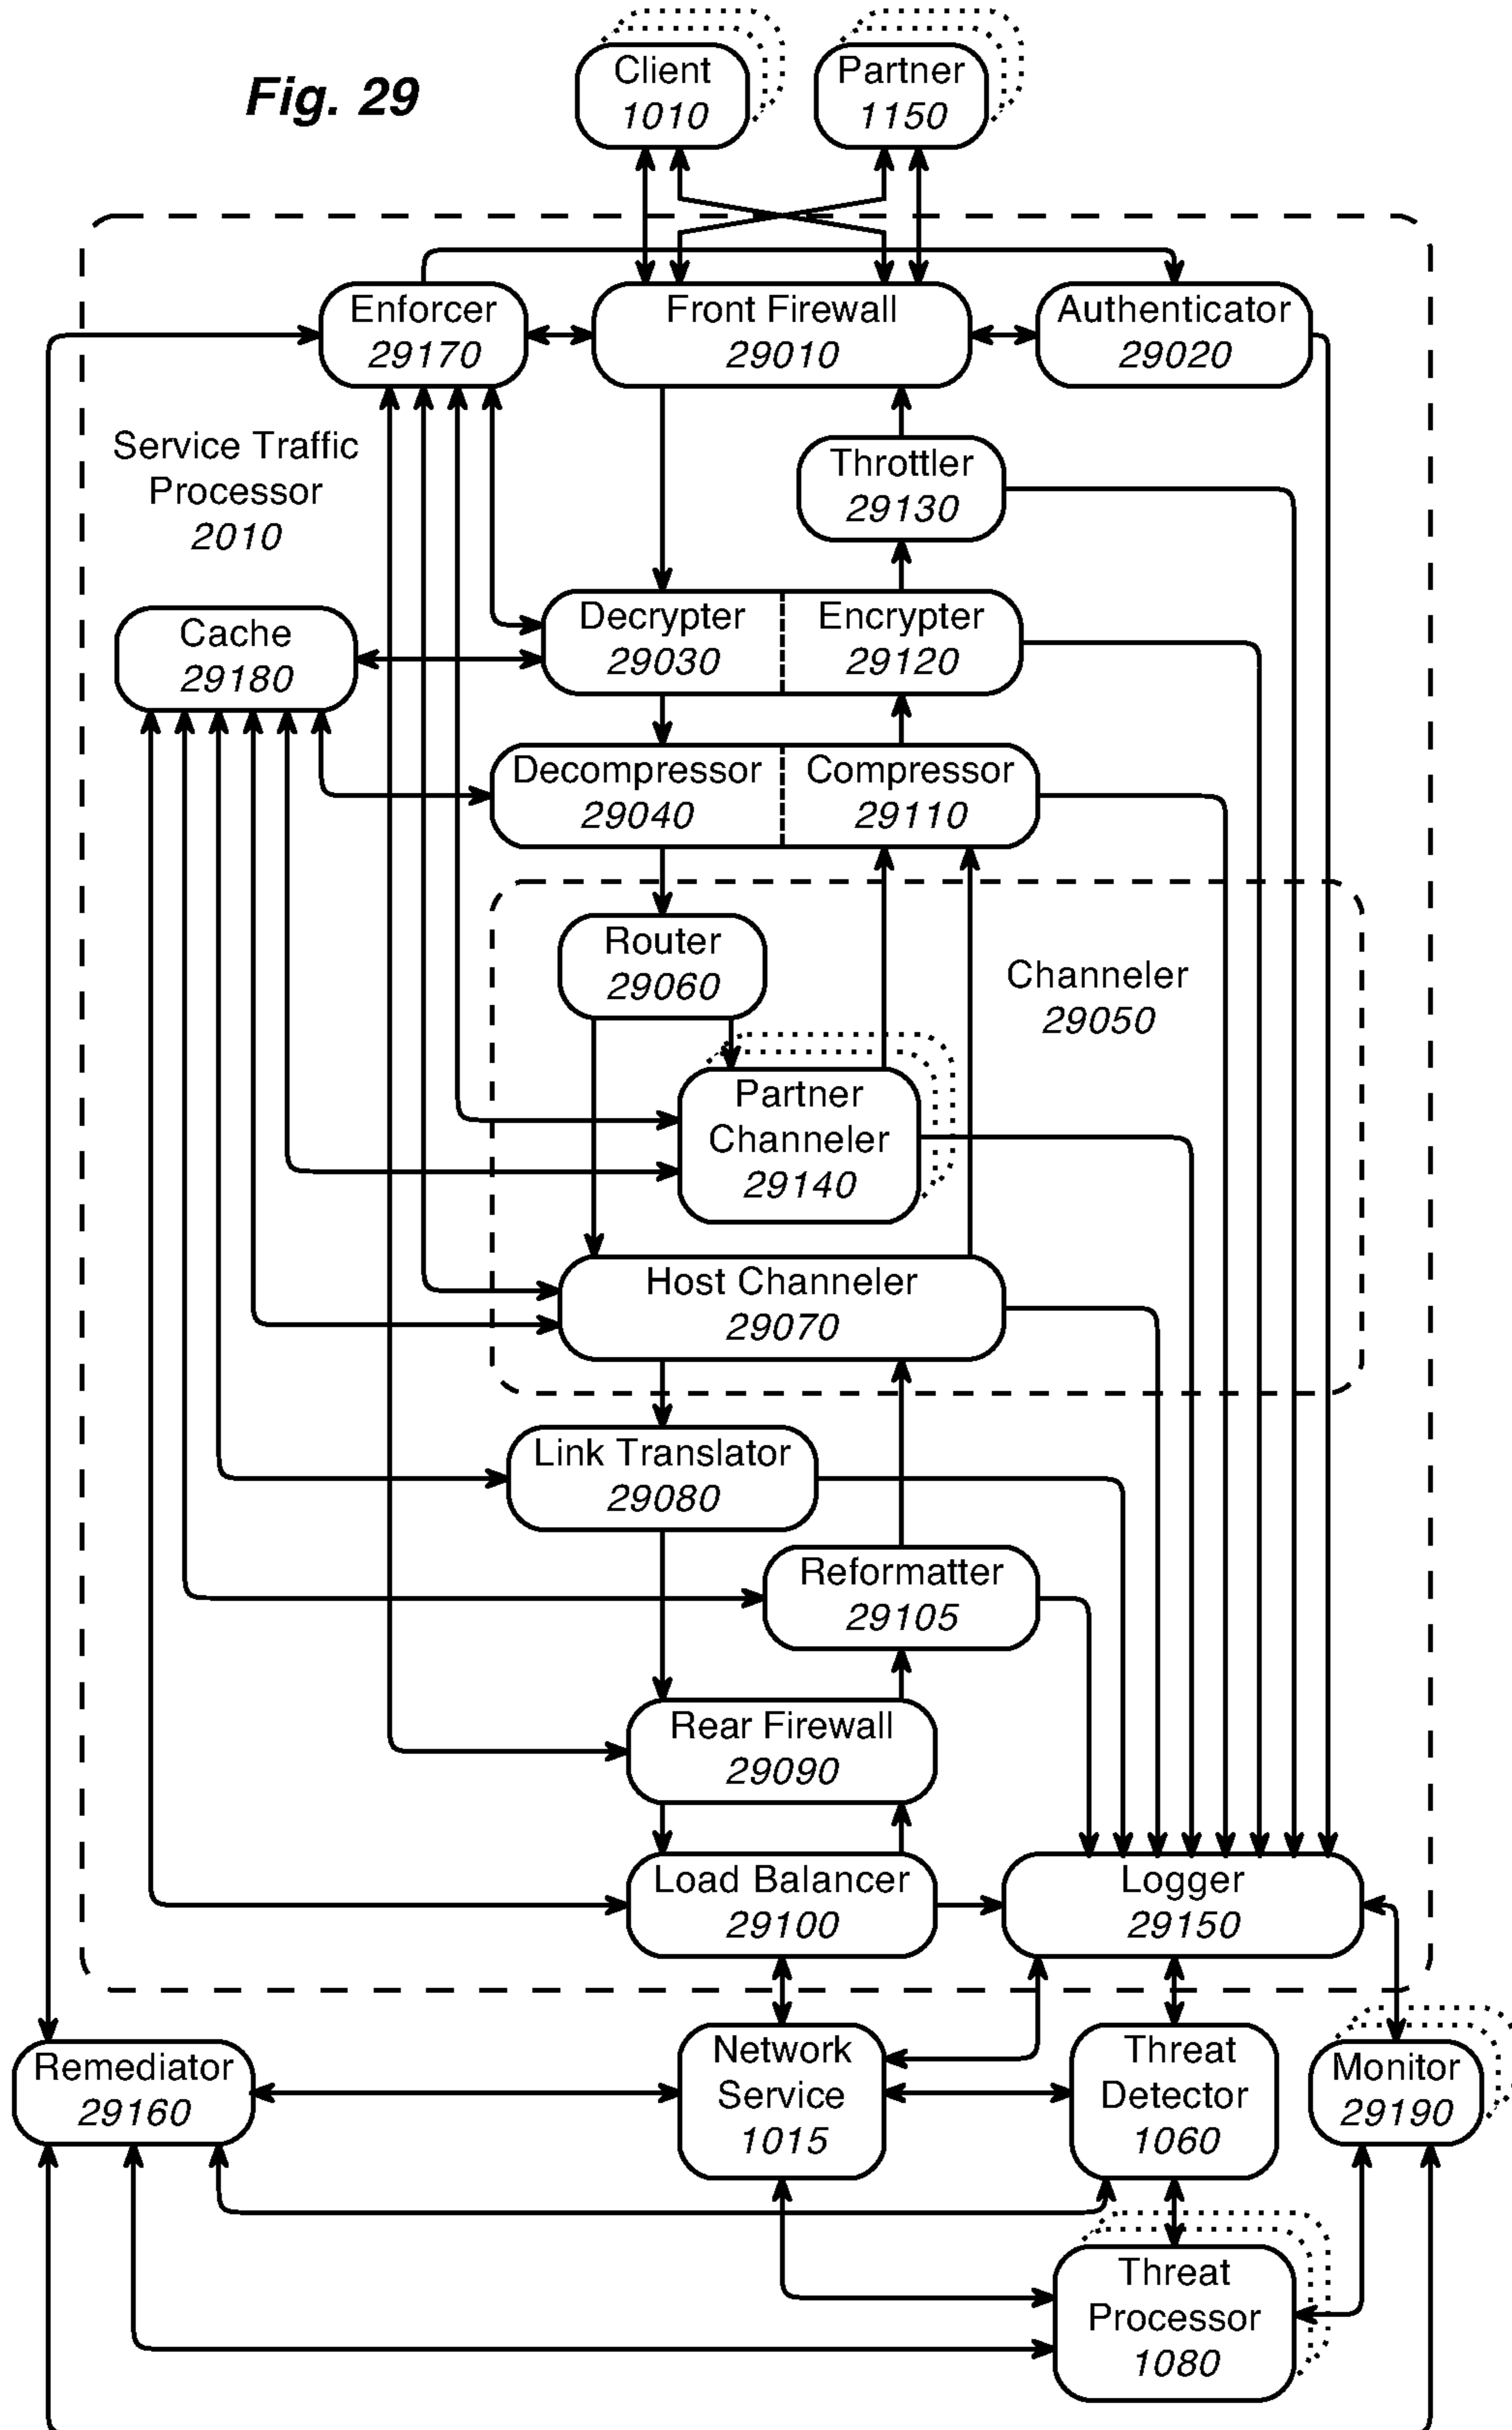 Fig. 29
Client
1010
Partner
1150
Enforcer
29170
Front Firewall
29010
Authenticator
29020
Service Traffic
Processor
2010
Throttler
29130
Cache
29180
Decrypter
29030
Encrypter
29120
Decompressor
29040
Compressor
29110
Router
29060
Channeler
29050
Partner
Channeler
29140
Host Channeler
29070
Link Translator
29080
Reformatter
29105
Rear Firewall
29090
Load Balancer
29100
Logger
29150
Remediator
29160
Network
Service
1015
Threat
Detector
1060
Monitor
29190
Threat
Processor
1080